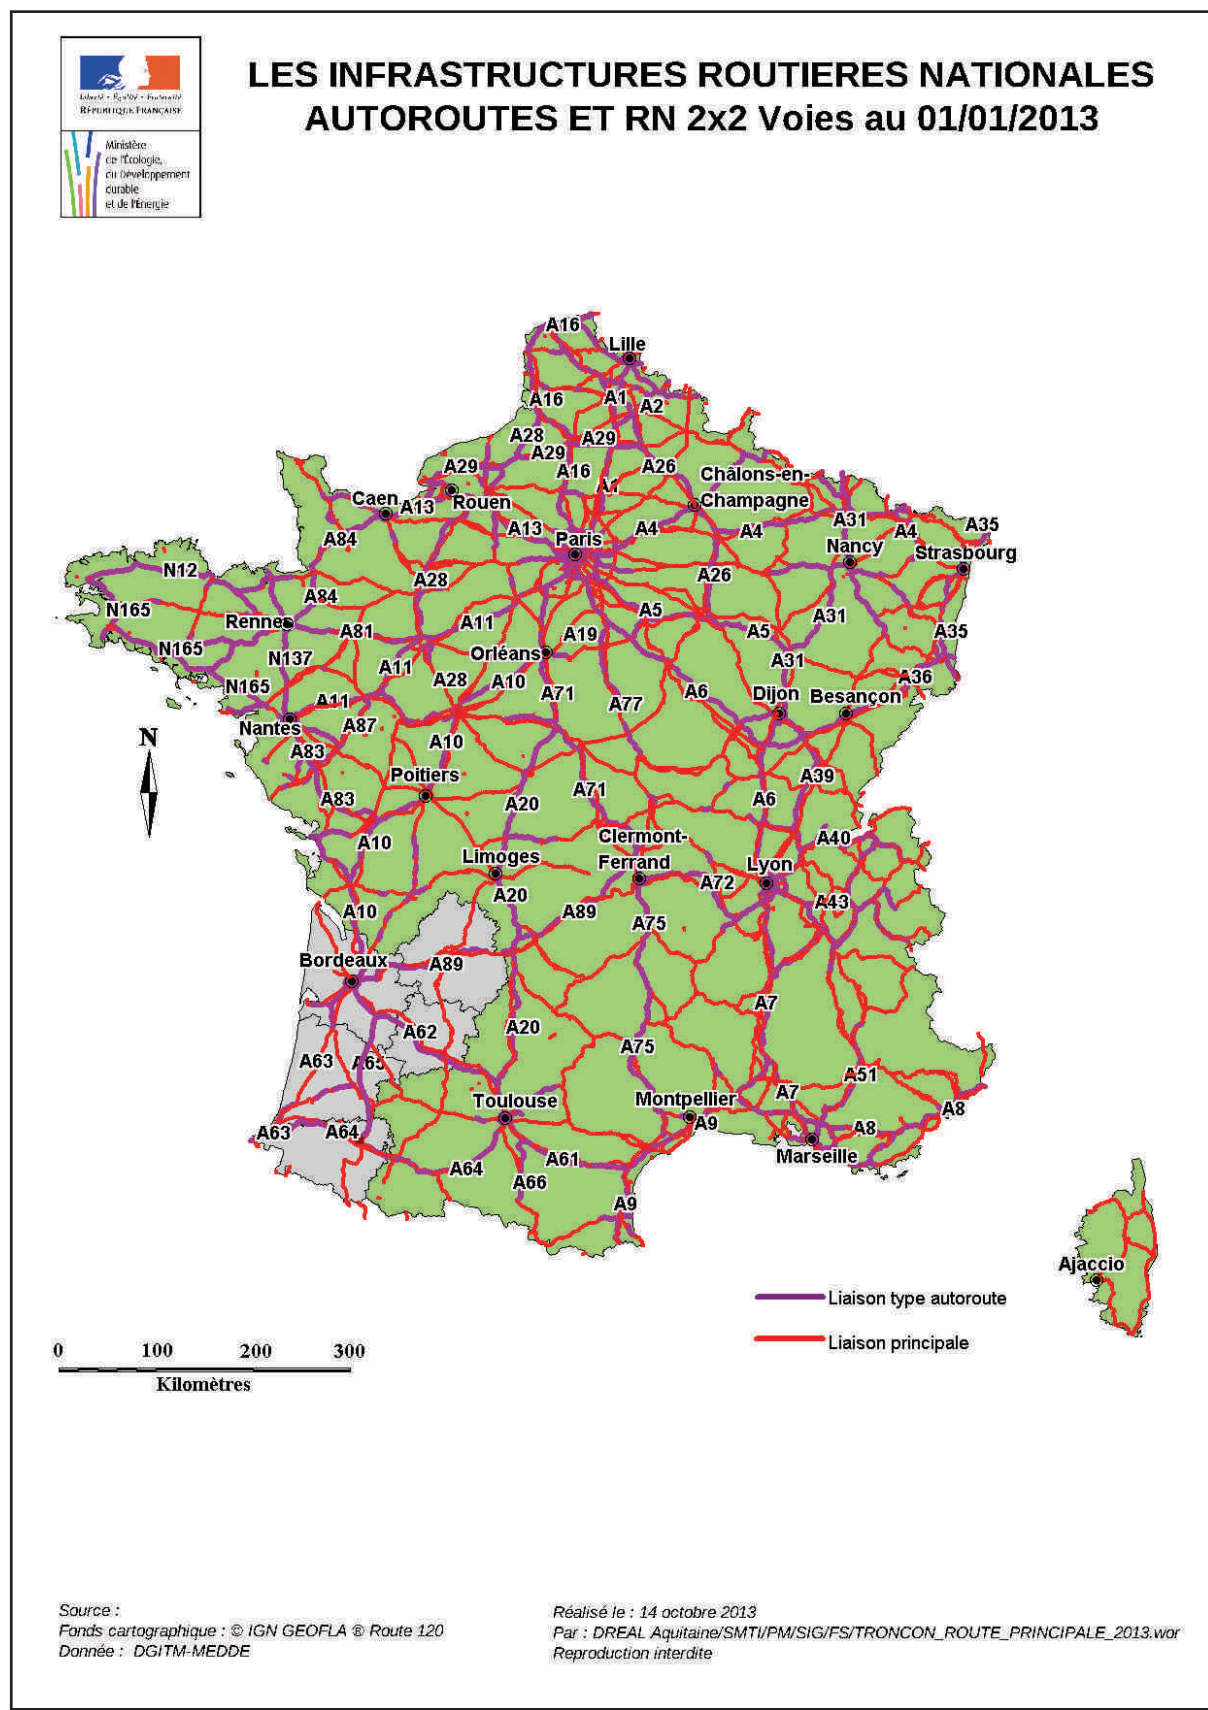 LES INFRASTRUCTURES ROUTIERES NATIONALES
AUTOROUTES ET RN 2x2 Voies au 01/01/2013
Liberté • Égalité • Fraternité
RÉPUBLIQUE FRANÇAISE
Ministère
de l'Écologie,
du Développement
durable
et de l'Énergie
A16
Lille
A16
A1
A2
A28
A29
A29
A29
A16
A26
A1
Châlons-en-
Champagne
Caen
A13
Rouen
A13
A4
A4
A31
A4
A35
A84
Paris
Nancy
Strasbourg
N12
A28
A26
N165
A84
A5
A31
Rennes
A81
A11
A19
A5
A35
N165
N137
A11
Orléans
A31
N165
A28
A10
A71
A77
A6
Dijon
Besançon
A36
A11
Nantes
A87
N
A83
A10
Poitiers
A39
A83
A20
A71
A6
A10
Clermont-
Ferrand
A40
Limoges
Lyon
A20
A72
A43
A10
A89
A75
Bordeaux
A89
A7
A62
A20
A63
A65
A75
A51
Toulouse
Montpellier
A7
A8
A63
A64
A9
A8
Marseille
A64
A61
A66
A9
Ajaccio
Liaison type autoroute
Liaison principale
0 100 200 300
Kilomètres
Source :
Fonds cartographique : © IGN GEOFLA ® Route 120
Donnée : DGITM-MEDDE
Réalisé le : 14 octobre 2013
Par : DREAL Aquitaine/SMTI/PM/SIG/FS/TRONCON_ROUTE_PRINCIPALE_2013.wor
Reproduction interdite